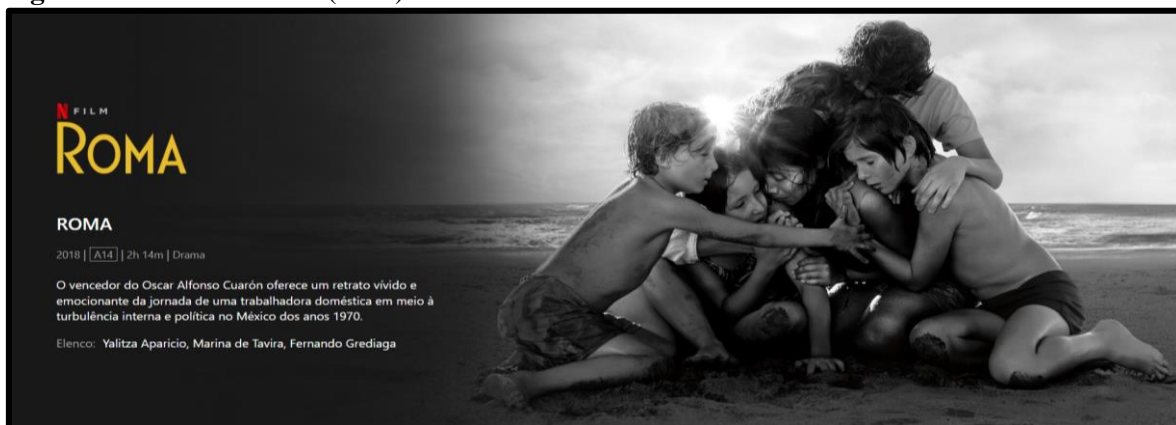 N FILM
ROMA
ROMA
2018 | A14 | 2h 14m | Drama
O vencedor do Oscar Alfonso Cuarón oferece um retrato vívido e
emocionante da jornada de uma trabalhadora doméstica em meio à
turbulência interna e política no México dos anos 1970.
Elenco: Yalitza Aparicio, Marina de Tavira, Fernando Grediaga